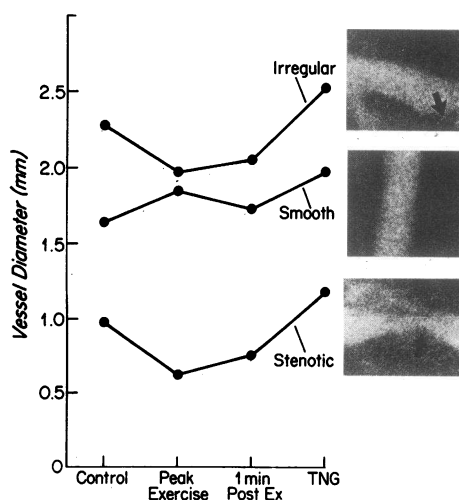 Vessel Diameter (mm)
2.5
2.0
1.5
1.0
0.5
Irregular
Smooth
Stenotic
Control
Peak
Exercise
1 min
Post Ex
TNG